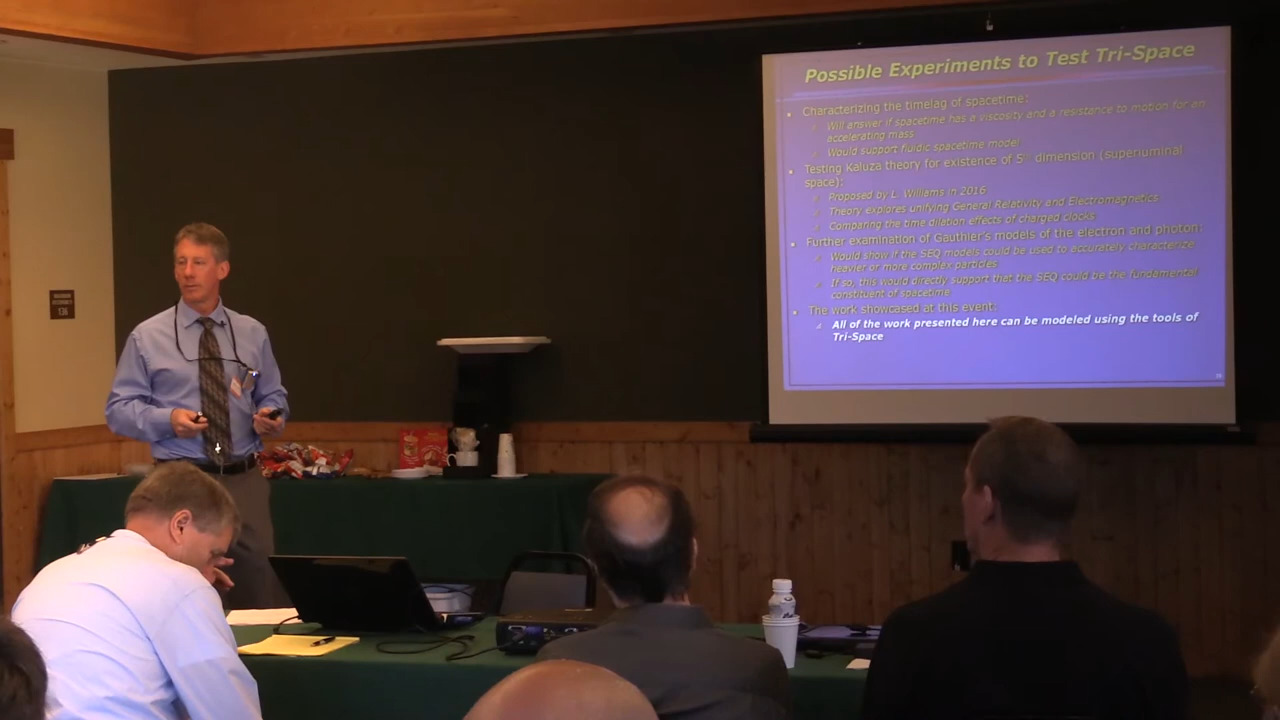 Possible Experiments to Test Tri-Space
Characterizing the timelag of spacetime:
Will answer if spacetime has a viscosity and a resistance to motion for an
accelerating mass
Would support fluidic spacetime model
Testing Kaluza theory for existence of 5th dimension (superluminal
space):
Proposed by L. Williams in 2016
Theory explores unifying General Relativity and Electromagnetics
Comparing the time dilation effects of charged clocks
Further examination of Gauthier's models of the electron and photon:
Would show if the SEQ models could be used to accurately characterize
heavier or more complex particles
If so, this would directly support that the SEQ could be the fundamental
constituent of spacetime
The work showcased at this event:
All of the work presented here can be modeled using the tools of
Tri-Space